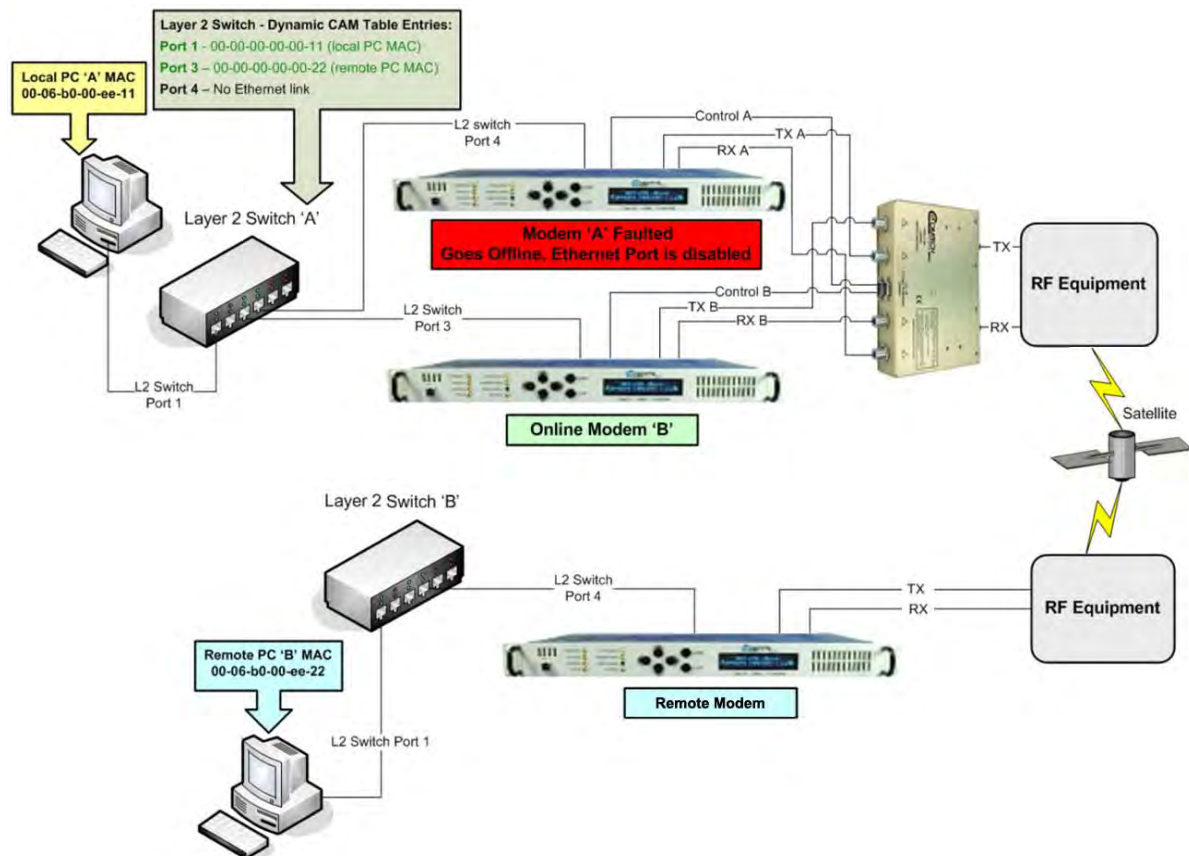 Layer 2 Switch - Dynamic CAM Table Entries:
Port 1 - 00-00-00-00-00-11 (local PC MAC)
Port 3 - 00-00-00-00-00-22 (remote PC MAC)
Port 4 – No Ethernet link
Local PC ‘A’ MAC
00-06-b0-00-ee-11
L2 switch
Port 4
Control A
TX A
RX A
Layer 2 Switch ‘A’
Modem ‘A’ Faulted
Goes Offline, Ethernet Port is disabled
TX
RF Equipment
RX
Control B
TX B
RX B
L2 Switch
Port 3
L2 Switch
Port 1
Online Modem ‘B’
Satellite
Layer 2 Switch ‘B’
L2 Switch
Port 4
TX
RX
RF Equipment
Remote PC ‘B’ MAC
00-06-b0-00-ee-22
Remote Modem
L2 Switch Port 1